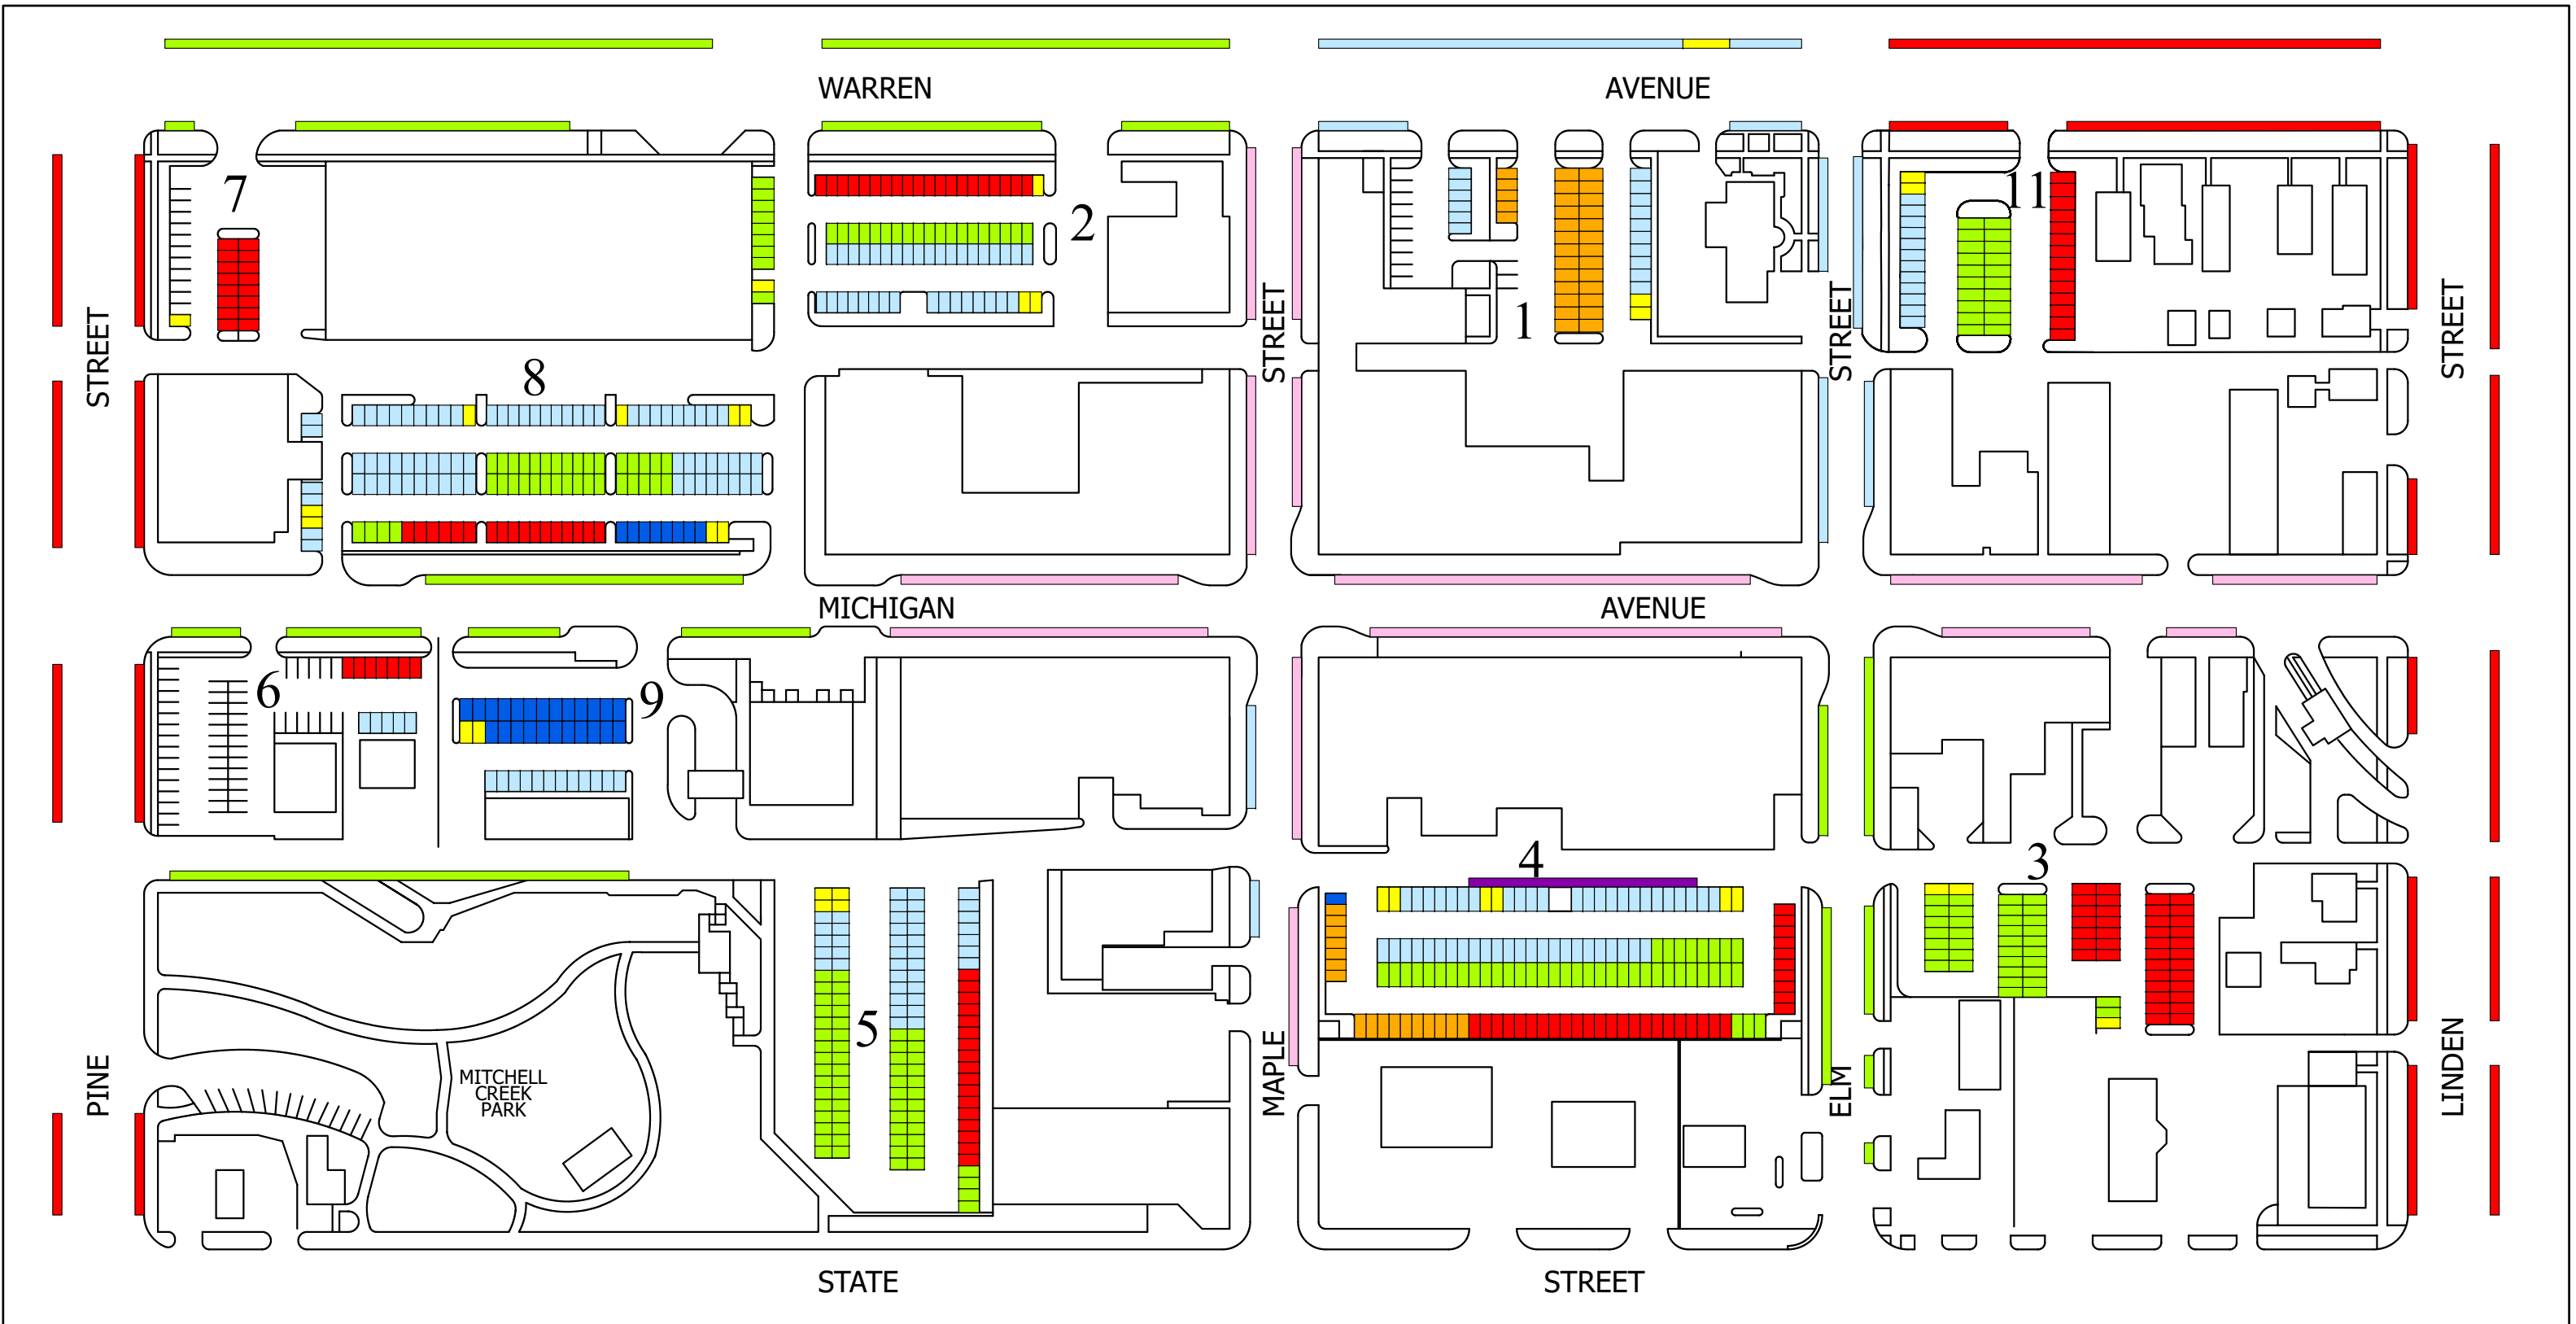 WARREN AVENUE
7
2
11
1
STREET
STREET
STREET
STREET
8
MICHIGAN AVENUE
6
9
4
3
5
PINE
MITCHELL
CREEK
PARK
MAPLE
ELM
LINDEN
STATE STREET